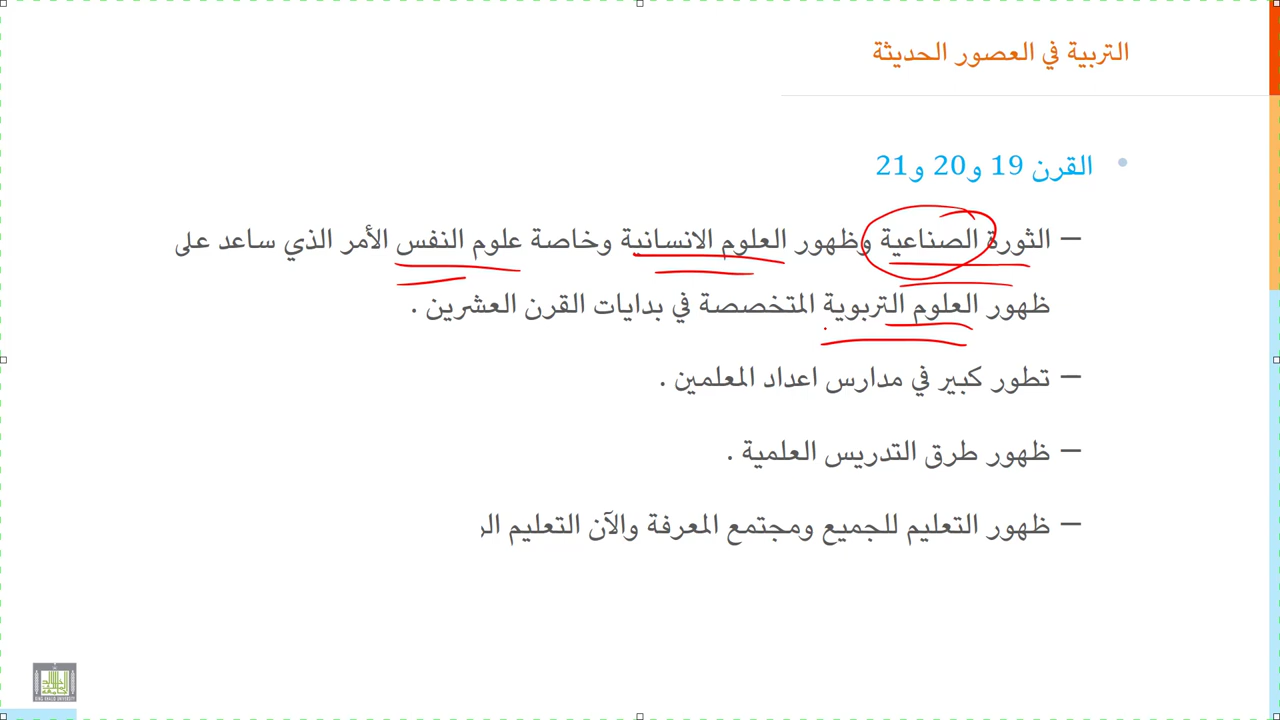 التربية في العصور الحديثة
• القرن 19 و20 و21
– الثورة الصناعية وظهور العلوم الانسانية وخاصة علوم النفس الأمر الذي ساعد على
ظهور العلوم التربوية المتخصصة في بدايات القرن العشرين .
– تطور كبير في مدارس اعداد المعلمين .
– ظهور طرق التدريس العلمية .
– ظهور التعليم للجميع ومجتمع المعرفة والآن التعليم